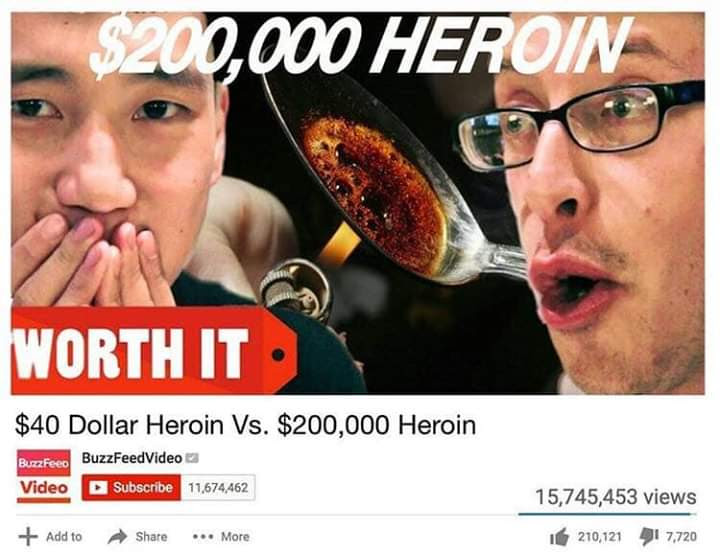 $200,000 HEROIN
WORTH IT
$40 Dollar Heroin Vs. $200,000 Heroin
BuzzFeed
Video
BuzzFeedVideo
Subscribe 11,674,462
15,745,453 views
Add to Share More
210,121 7,720